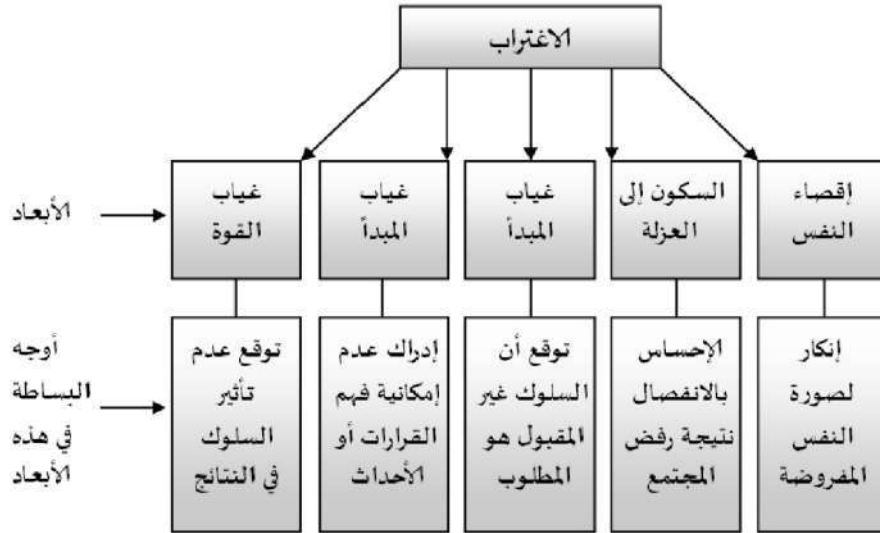 الاغتراب
إقصاء
النفس
السكون إلى
العزلة
غياب
المبدأ
غياب
المبدأ
غياب
القوة
الأبعاد
إنكار
لصورة
النفس
المفروضة
الإحساس
بالانفصال
نتيجة رفض
المجتمع
توقع أن
السلوك غير
المقبول هو
المطلوب
إدراك عدم
إمكانية فهم
القرارات أو
الأحداث
توقع عدم
تأثير
السلوك
في النتائج
أوجه
البساطة
في هذه
الأبعاد